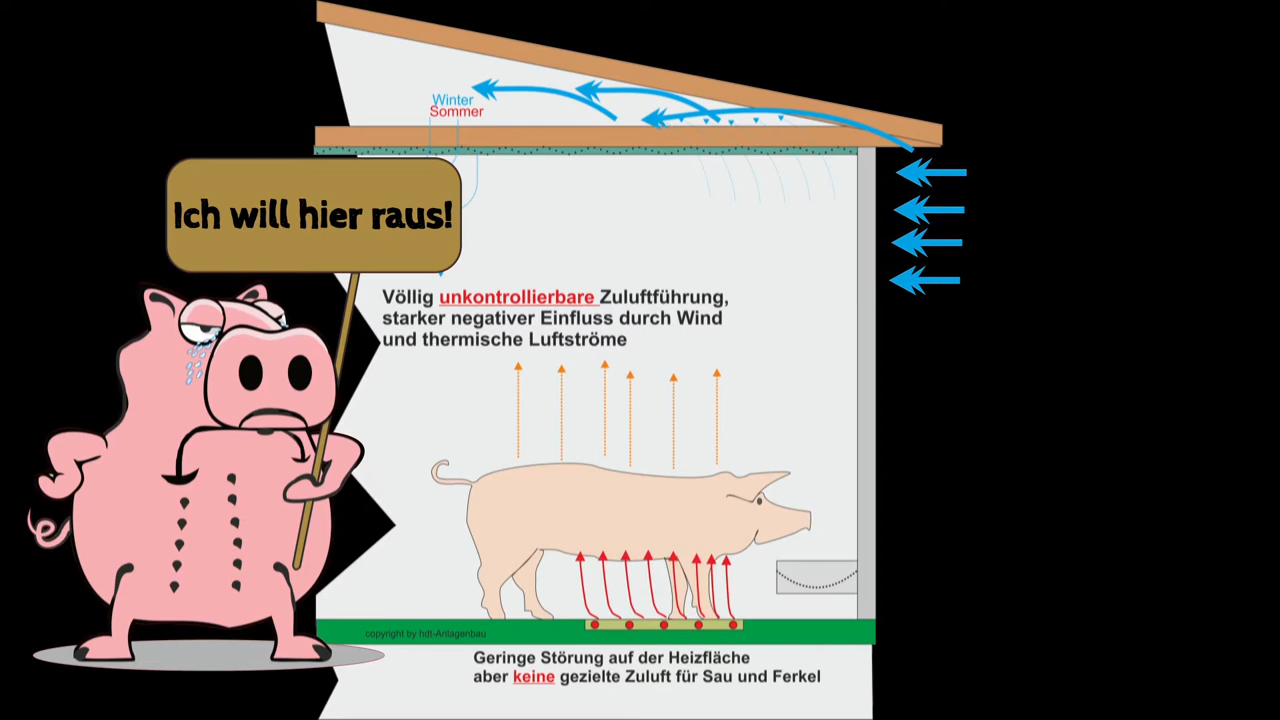 Winter
Sommer
Ich will hier raus!
Völlig unkontrollierbare Zuluftführung,
starker negativer Einfluss durch Wind
und thermische Luftströme
copyright by hdt-Anlagenbau
Geringe Störung auf der Heizfläche
aber keine gezielte Zuluft für Sau und Ferkel